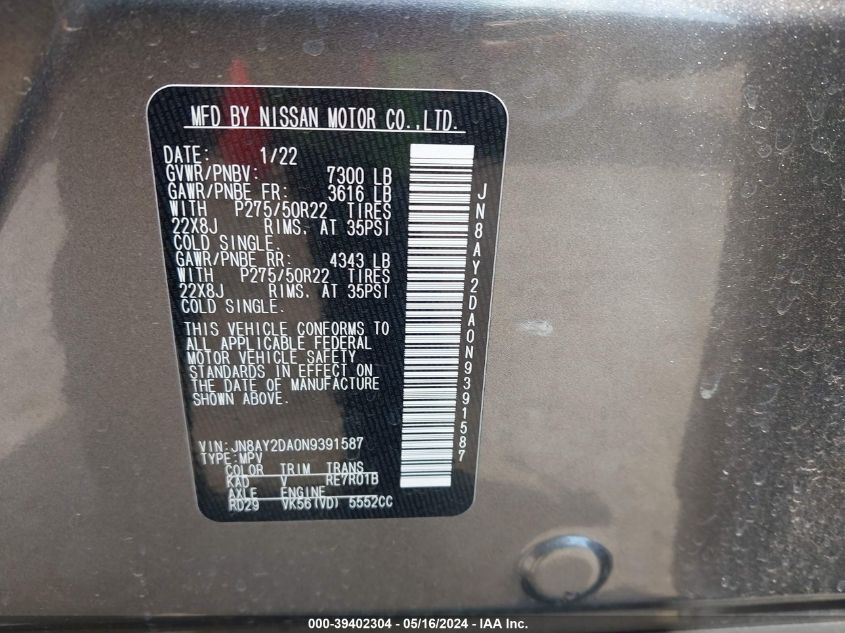 MFD BY NISSAN MOTOR CO.,LTD.
DATE: 1/22
GVWR/PNBV: 7300 LB
GAWR/PNBE FR: 3616 LB
WITH P275/50R22 TIRES
22X8J RIMS, AT 35PSI
COLD SINGLE.
GAWR/PNBE RR: 4343 LB
WITH P275/50R22 TIRES
22X8J RIMS, AT 35PSI
COLD SINGLE.
THIS VEHICLE CONFORMS TO
ALL APPLICABLE FEDERAL
MOTOR VEHICLE SAFETY
STANDARDS IN EFFECT ON
THE DATE OF MANUFACTURE
SHOWN ABOVE.
VIN:JN8AY2DA0N9391587
TYPE:MPV
COLOR TRIM TRANS
KAD V RE7R01B
AXLE ENGINE
RD29 VK56(VD) 5552CC
JN8AY2DA0N9391587
000-39402304 - 05/16/2024 - IAA Inc.